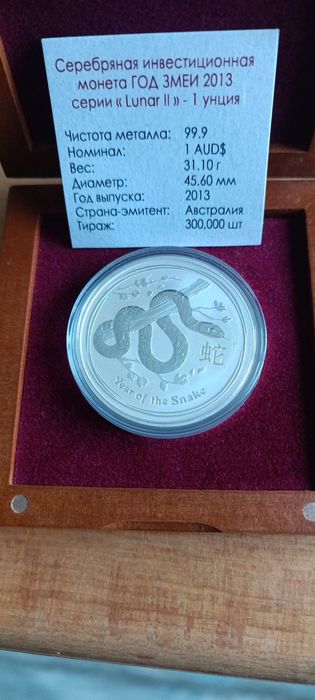 Серебряная инвестиционная
монета ГОД ЗМЕИ 2013
серии « Lunar II » - 1 унция
Чистота металла: 99.9
Номинал: 1 AUD$
Вес: 31.10 г
Диаметр: 45.60 мм
Год выпуска: 2013
Страна-эмитент: Австралия
Тираж: 300,000 шт
P
蛇
Year of the Snake